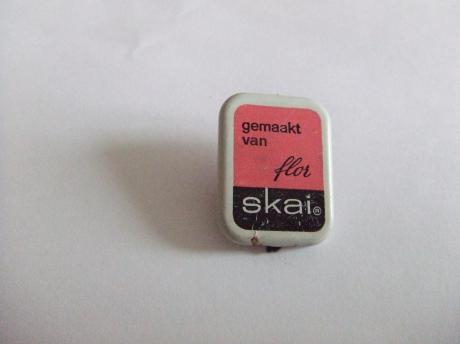 gemaakt
van
flor
skai®